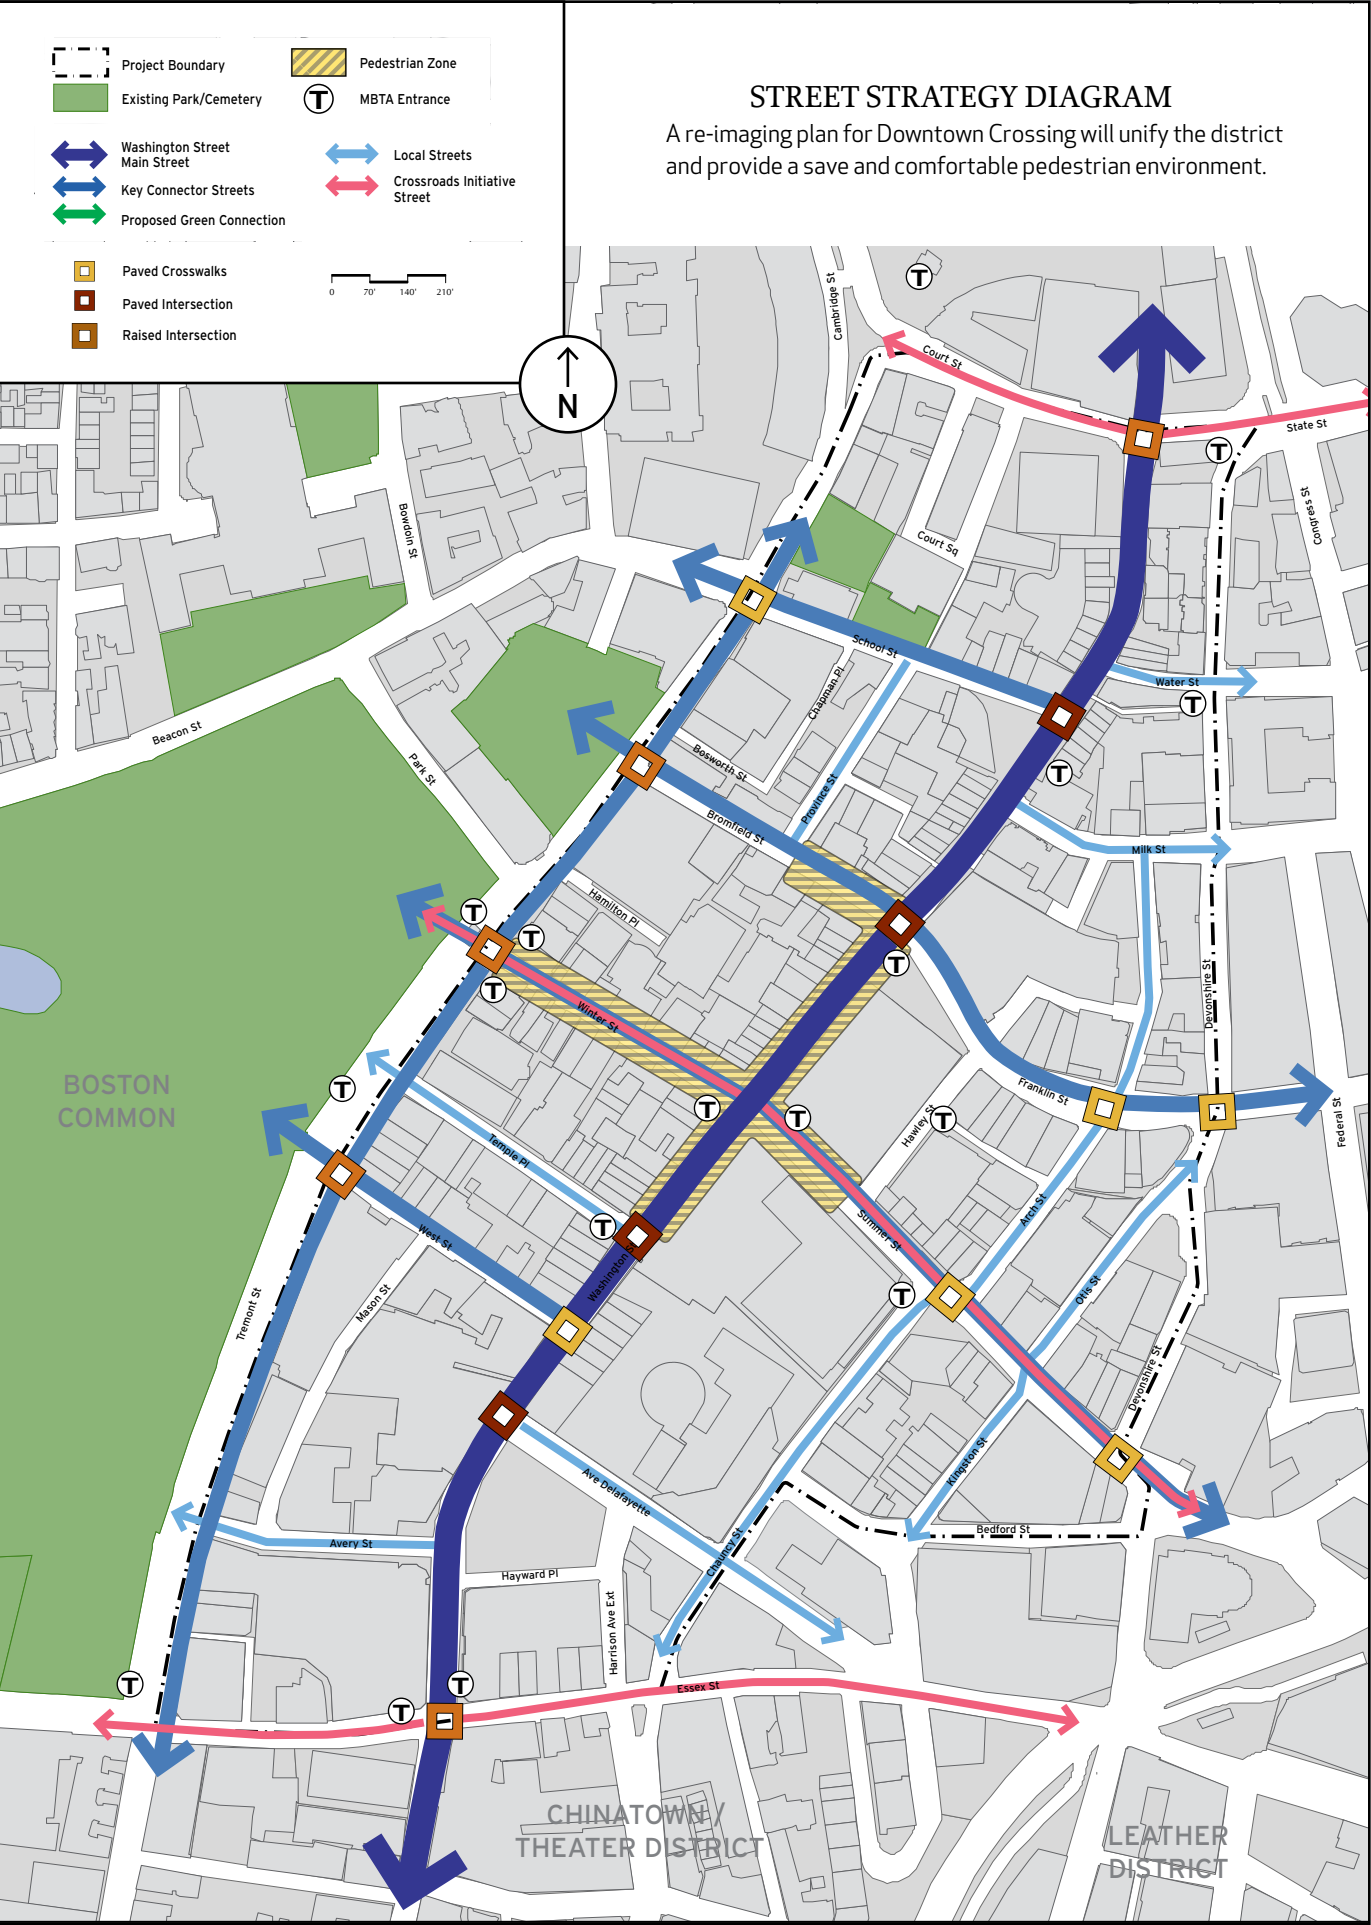 Project Boundary
Pedestrian Zone
Existing Park/Cemetery
T
MBTA Entrance
Washington Street
Main Street
Local Streets
Key Connector Streets
Crossroads Initiative
Street
Proposed Green Connection
Paved Crosswalks
0 70' 140' 210'
Paved Intersection
Raised Intersection
STREET STRATEGY DIAGRAM
A re-imaging plan for Downtown Crossing will unify the district
and provide a save and comfortable pedestrian environment.
N
T
Cambridge St
Court St
State St
T
Congress St
Bowdoin St
Court Sq
School St
Water St
T
Chapman Pl
Beacon St
Park St
Bosworth St
T
Province St
Bromfield St
Milk St
Hamilton Pl
T
T
T
T
Devonshire St
Winter St
BOSTON
COMMON
T
Franklin St
T
T
Hawley St
T
Federal St
Temple Pl
Arch St
T
West St
Summer St
Washington St
T
Otis St
Mason St
Tremont St
Devonshire St
Kingston St
Ave Delafayette
Bedford St
Avery St
Chauncy St
Hayward Pl
Harrison Ave Ext
T
T
T
Essex St
CHINATOWN /
THEATER DISTRICT
LEATHER
DISTRICT